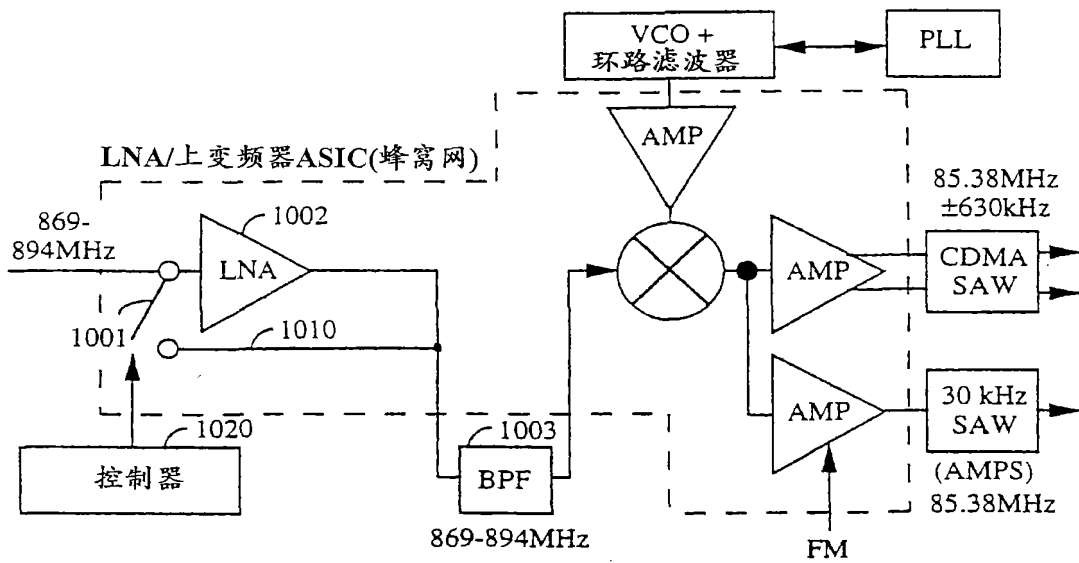 VCO +
环路滤波器
PLL
AMP
LNA/上变频器ASIC(蜂窝网)
869-
894MHz
1002
LNA
1001
1010
AMP
85.38MHz
±630kHz
CDMA
SAW
AMP
30 kHz
SAW
(AMPS)
85.38MHz
1020
控制器
1003
BPF
869-894MHz
FM